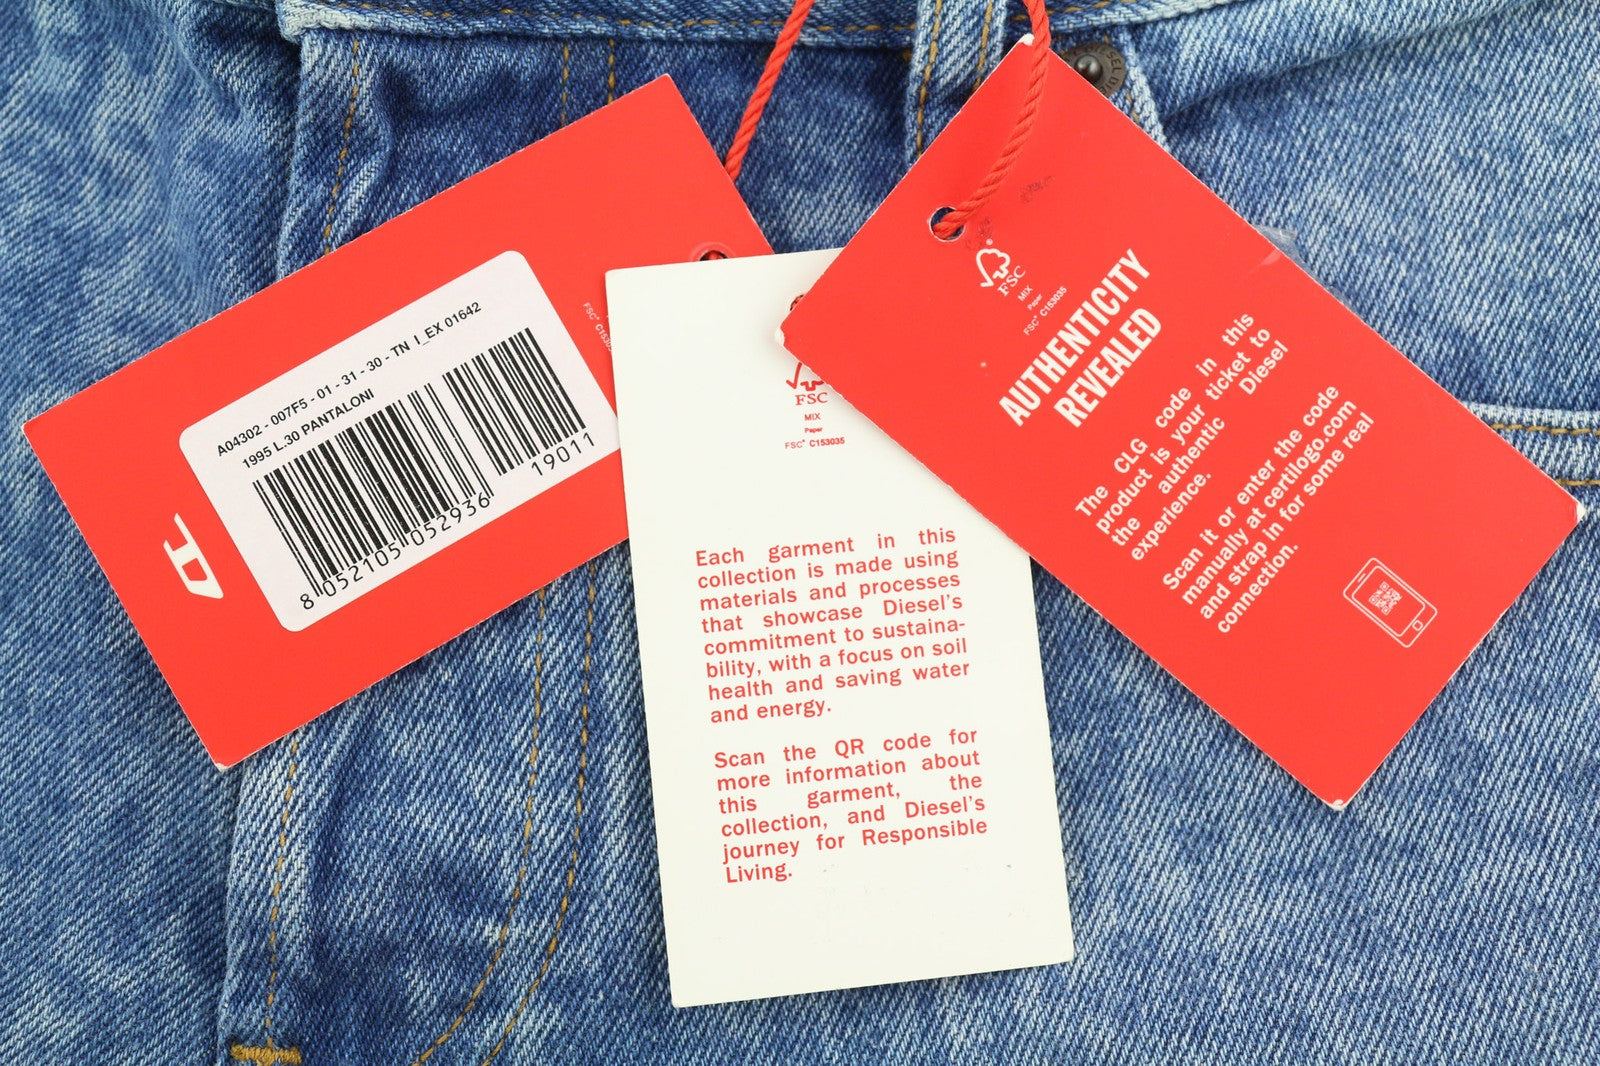 A04302 - 007F5 - 01 - 31 - 30 - TN I_EX 01642
1995 L.30 PANTALONI
8 052105 052936
19011
FSC
MIX
Paper
FSC® C153035
Each garment in this
collection is made using
materials and processes
that showcase Diesel's
commitment to sustaina-
bility, with a focus on soil
health and saving water
and energy.
Scan the QR code for
more information about
this garment, the
collection, and Diesel's
journey for Responsible
Living.
FSC®
MIX
Paper
FSC® C153035
AUTHENTICITY
REVEALED
The CLG code in this
product is your ticket to
the authentic Diesel
experience.
Scan it or enter the code
manually at certilogo.com
and strap in for some real
connection.